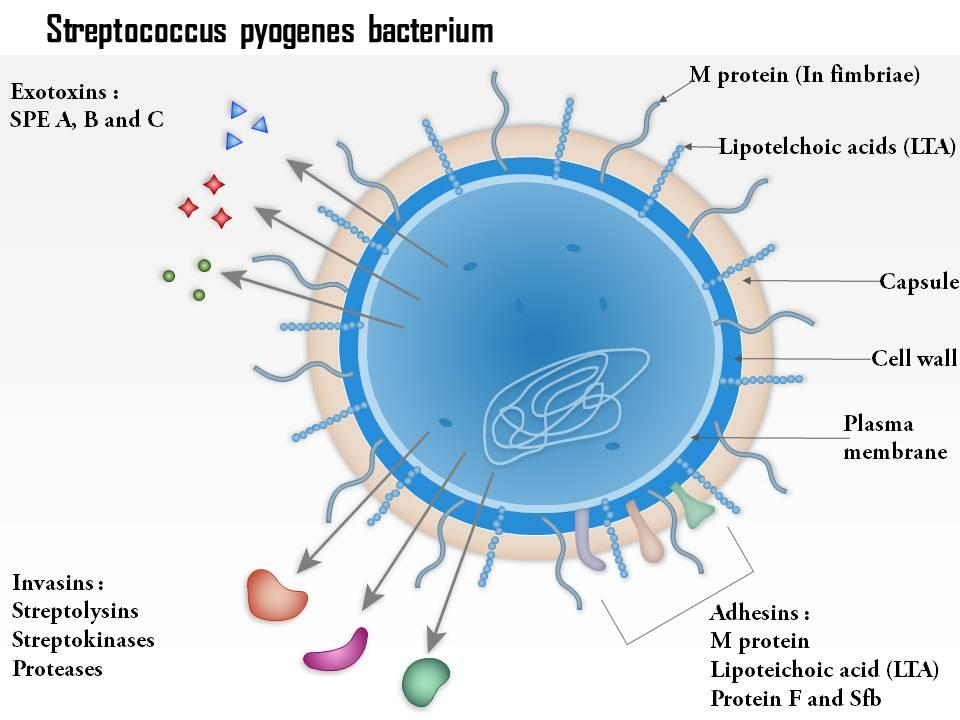 Streptococcus pyogenes bacterium
Exotoxins :
SPE A, B and C
M protein (In fimbriae)
Lipotelchoic acids (LTA)
Capsule
Cell wall
Plasma
membrane
Invasins :
Streptolysins
Streptokinases
Proteases
Adhesins :
M protein
Lipoteichoic acid (LTA)
Protein F and Sfb